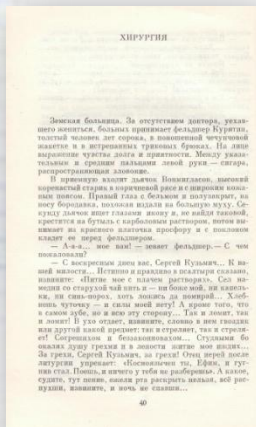 ХИРУРГИЯ
Земская больница. За отсутствием доктора, уехав-
шего жениться, больных принимает фельдшер Курятин,
толстый человек лет сорока, в поношенной чечунчовой
жакетке и в истрепанных триковых брюках. На лице
выражение чувства долга и приятности. Между указа-
тельным и средним пальцами левой руки — сигара,
распространяющая зловоние.
В приемную входит дьячок Вонмигласов, высокий
коренастый старик в коричневой рясе и с широким кожа-
ным поясом. Правый глаз с бельмом и полузакрыт, на
носу бородавка, похожая издали на большую муху. Се-
кунду дьячок ищет глазами икону и, не найдя таковой,
крестится на бутыль с карболовым раствором, потом вы-
нимает из красного платочка просфору и с поклоном
кладет ее перед фельдшером.
— А-а-а... мое вам! — зевает фельдшер. — С чем
пожаловали?
— С воскресным днем вас, Сергей Кузьмич... К ва-
шей милости... Истинно и правдиво в псалтыри сказано,
извините: «Питие мое с плачем растворях». Сел на-
медни со старухой чай пить и — ни боже мой, ни капель-
ки, ни синь-порох, хоть ложись да помирай... Хлеб-
нешь чуточку — и силы моей нету! А кроме того, что
в самом зубе, но и всю эту сторону... Так и ломит, так
и ломит! В ухо отдает, извините, словно в нем гвоздик
или другой какой предмет: так и стреляет, так и стреля-
ет! Согрешихом и беззаконновахом... Студными бо
окалях душу грехми и в лености житие мое иждих...
За грехи, Сергей Кузьмич, за грехи! Отец иерей после
литургии упрекает: «Косноязычен ты, Ефим, и гугн-
ив стал. Поешь, и ничего у тебя не разберешь». А какое,
судите, тут пение, ежели рта раскрыть нельзя, всё рас-
пухши, извините, и ночь не спавши...
40